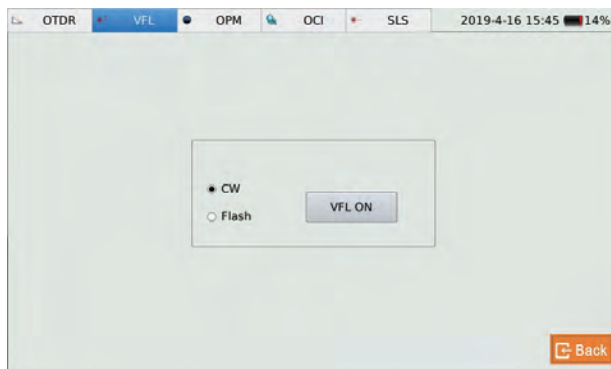 OTDR VFL OPM OCI SLS 2019-4-16 15:45 14%
CW
VFL ON
Flash
Back